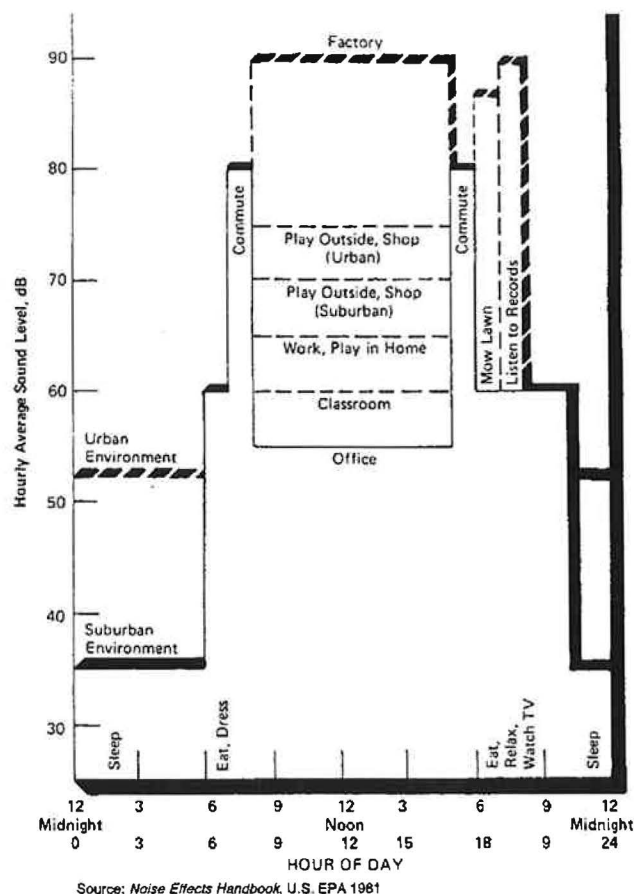 Hourly Average Sound Level, dB
90
80
70
60
50
40
30
Factory
Commute
Play Outside, Shop
(Urban)
Play Outside, Shop
(Suburban)
Work, Play in Home
Classroom
Office
Commute
Mow Lawn
Listen to Records
Urban
Environment
Suburban
Environment
Sleep
Eat, Dress
Eat,
Relax,
Watch TV
Sleep
12 3 6 9 12 3 6 9 12
Midnight Noon Midnight
0 3 6 9 12 15 18 9 24
HOUR OF DAY
Source: Noise Effects Handbook, U.S. EPA 1981